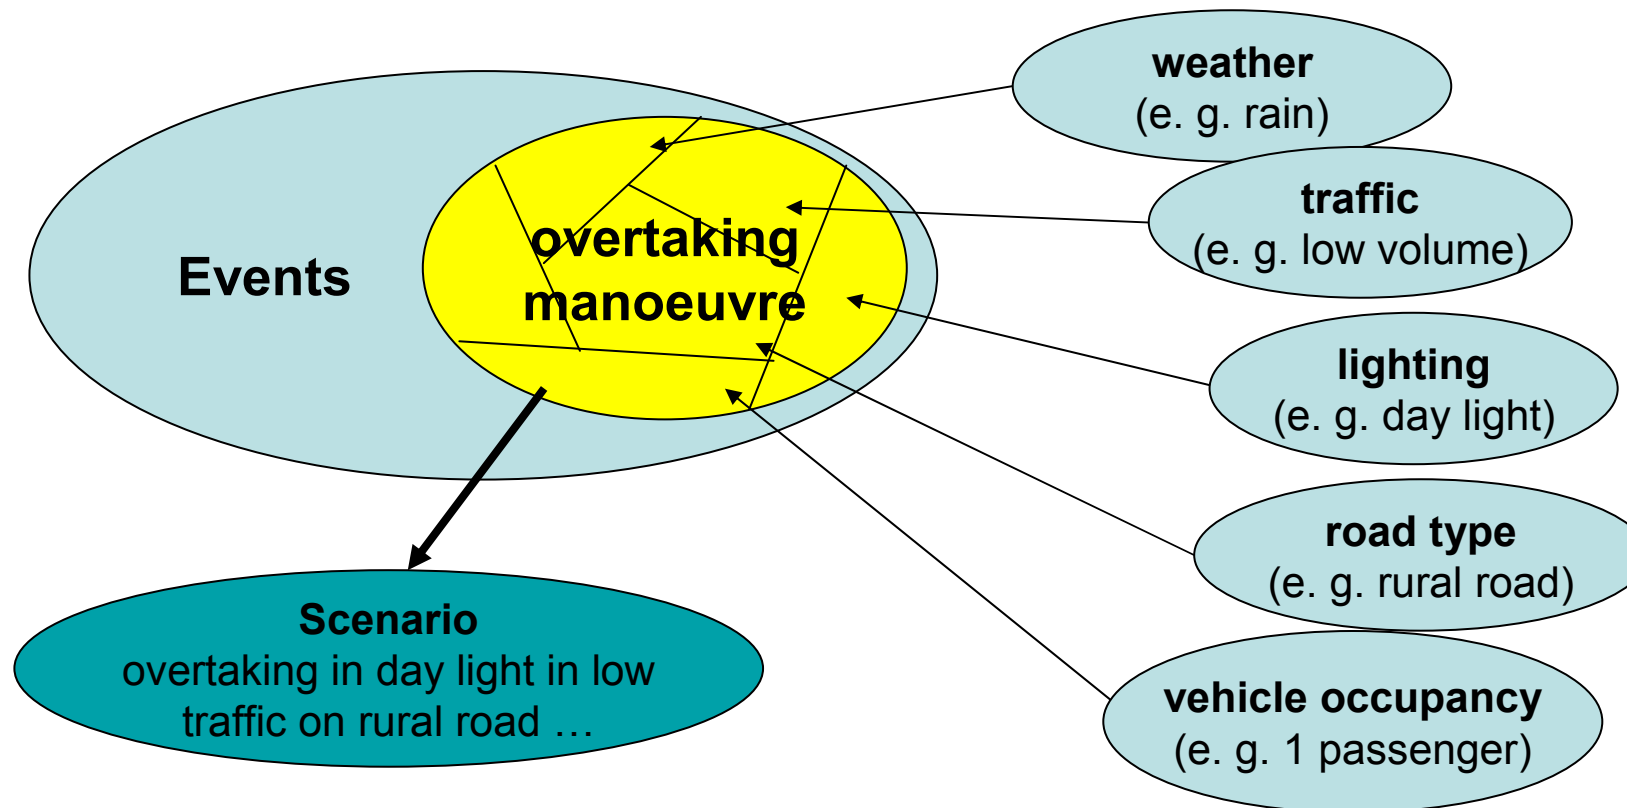 weather
(e. g. rain)
traffic
(e. g. low volume)
Events
overtaking
manoeuvre
lighting
(e. g. day light)
road type
(e. g. rural road)
Scenario
overtaking in day light in low
traffic on rural road …
vehicle occupancy
(e. g. 1 passenger)